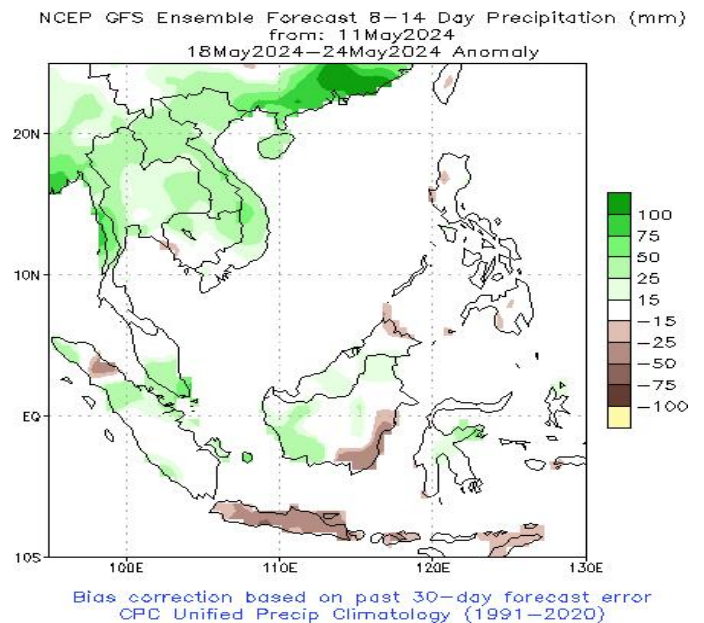 NCEP GFS Ensemble Forecast 8-14 Day Precipitation (mm)
from: 11May2024
18May2024-24May2024 Anomaly
20N
10N
EQ
10S
100E
110E
120E
130E
100
75
50
25
15
-15
-25
-50
-75
-100
Bias correction based on past 30-day forecast error
CPC Unified Precip Climatology (1991-2020)